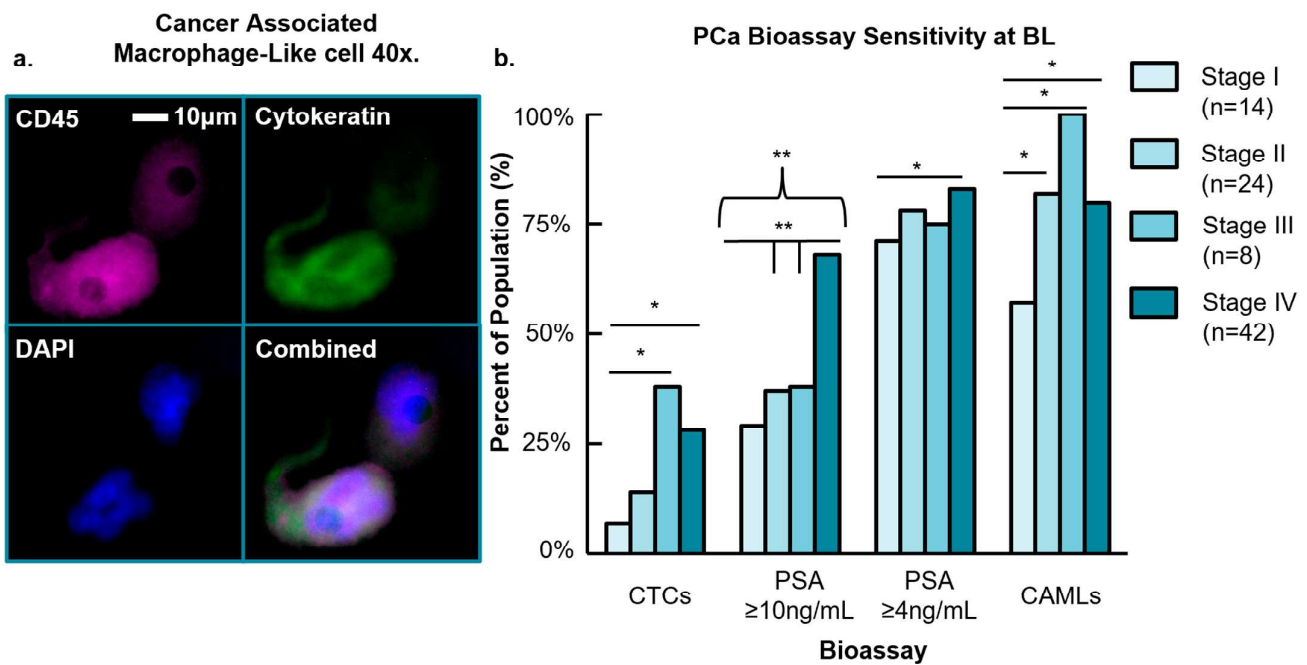 Cancer Associated
Macrophage-Like cell 40x.
a.
CD45
10µm
Cytokeratin
DAPI
Combined
b.
PCa Bioassay Sensitivity at BL
Percent of Population (%)
100%
75%
50%
25%
0%
*
*
**
**
*
*
*
*
CTCs
PSA
≥10ng/mL
PSA
≥4ng/mL
CAMLs
Bioassay
Stage I
(n=14)
Stage II
(n=24)
Stage III
(n=8)
Stage IV
(n=42)